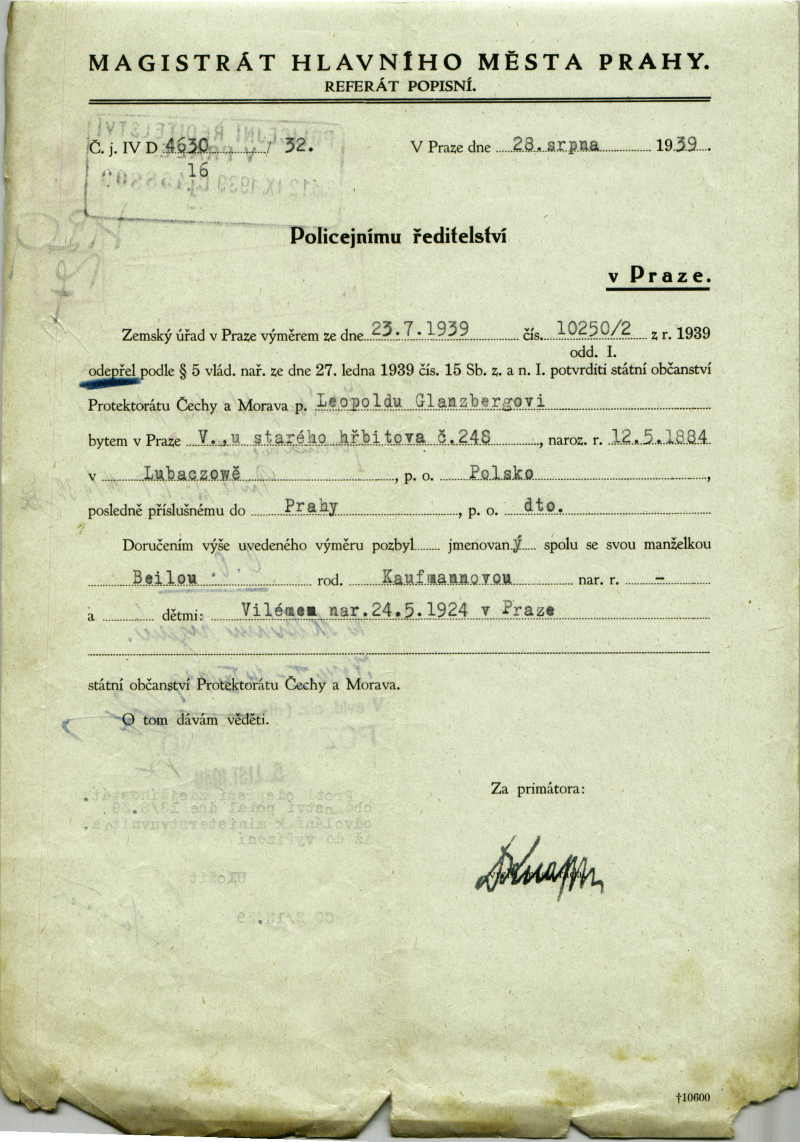 MAGISTRÁT HLAVNÍHO MĚSTA PRAHY.
REFERÁT POPISNÍ.
Č. j. IV D 4630 / 32. V Praze dne 28. srpna 1939.
16
Policejnímu ředitelství
v Praze.
Zemský úřad v Praze výměrem ze dne 23.7.1939 čís. 10250/2 z r. 1939
odd. I.
odepřel podle § 5 vlád. nař. ze dne 27. ledna 1939 čís. 15 Sb. z. a n. I. potvrditi státní občanství
Protektorátu Čechy a Morava p. Leopoldu Glanzbergovi
bytem v Praze V.,u starého hřbitova č.248, naroz. r. 12.5.1884
v Lubaczowě, p. o. Polsko,
posledně příslušnému do Prahy, p. o. dto.
Doručením výše uvedeného výměru pozbyl jmenovaný spolu se svou manželkou
Beilou rod. Kaufmannovou nar. r. –
a dětmi: Vilémem nar.24.5.1924 v Praze
státní občanství Protektorátu Čechy a Morava.
O tom dávám věděti.
Za primátora:
†10600